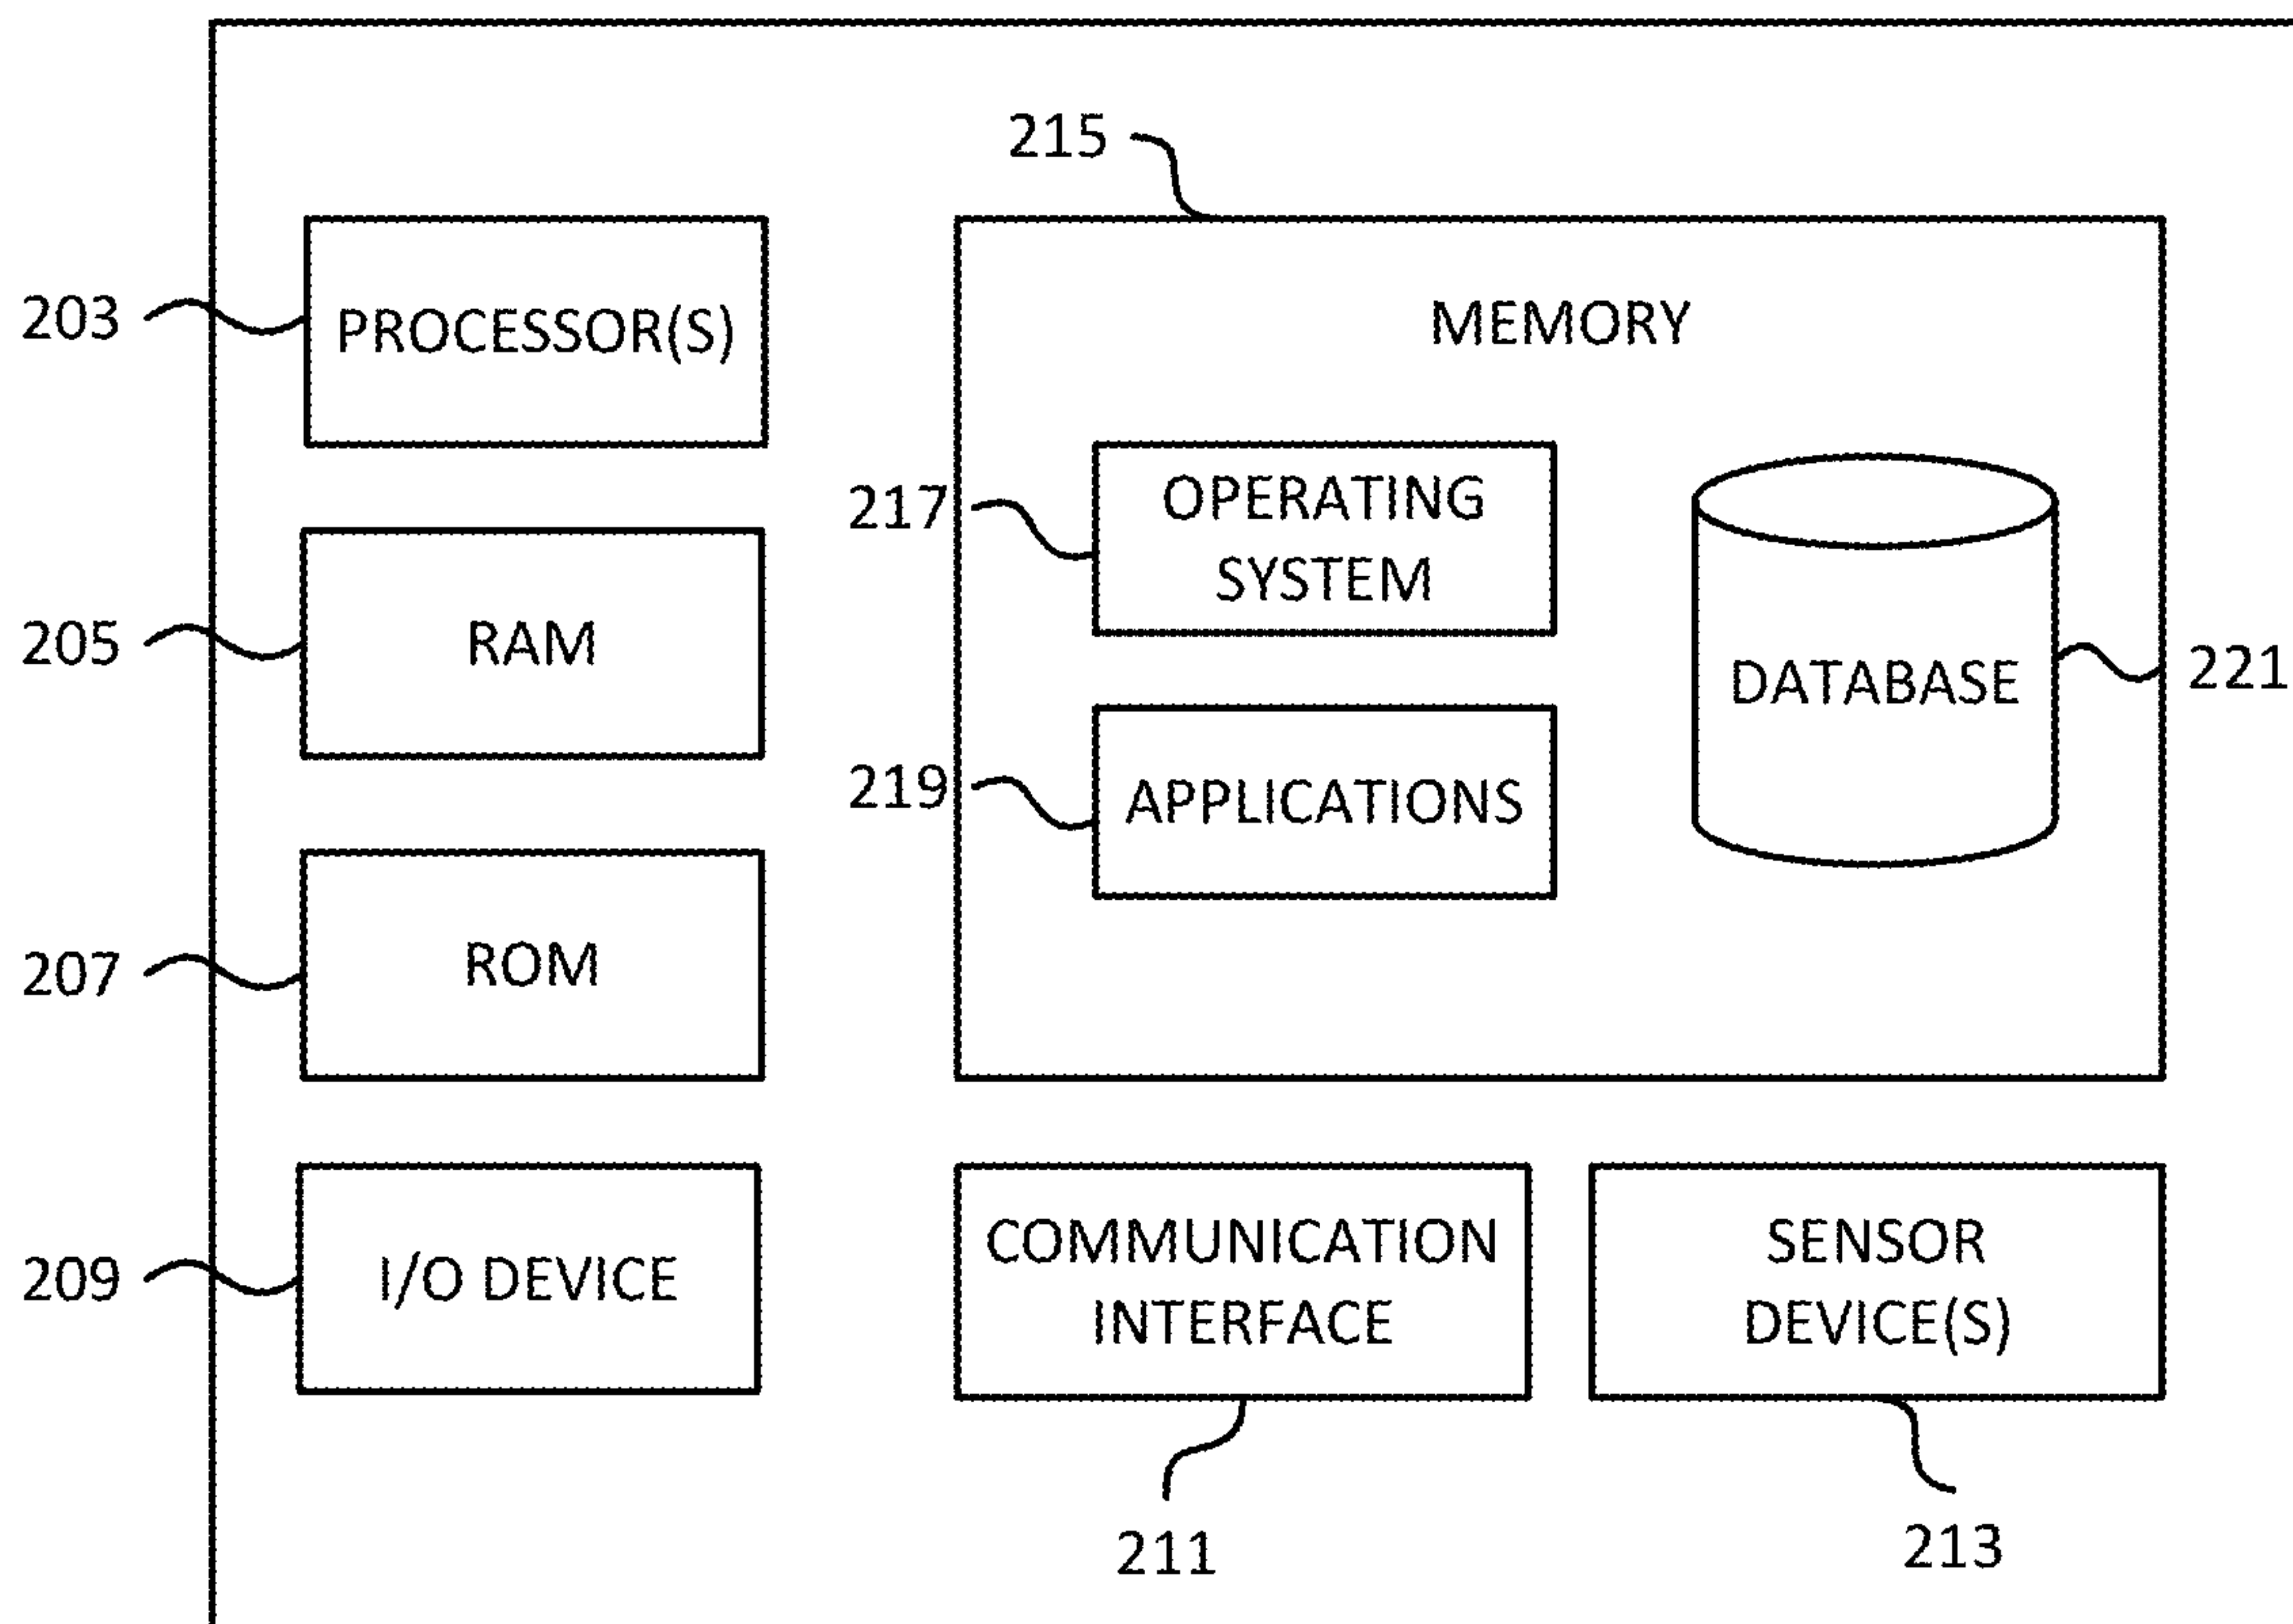 215
203
PROCESSOR(S)
MEMORY
217
OPERATING
SYSTEM
205
RAM
DATABASE
221
219
APPLICATIONS
207
ROM
209
I/O DEVICE
COMMUNICATION
INTERFACE
SENSOR
DEVICE(S)
211
213